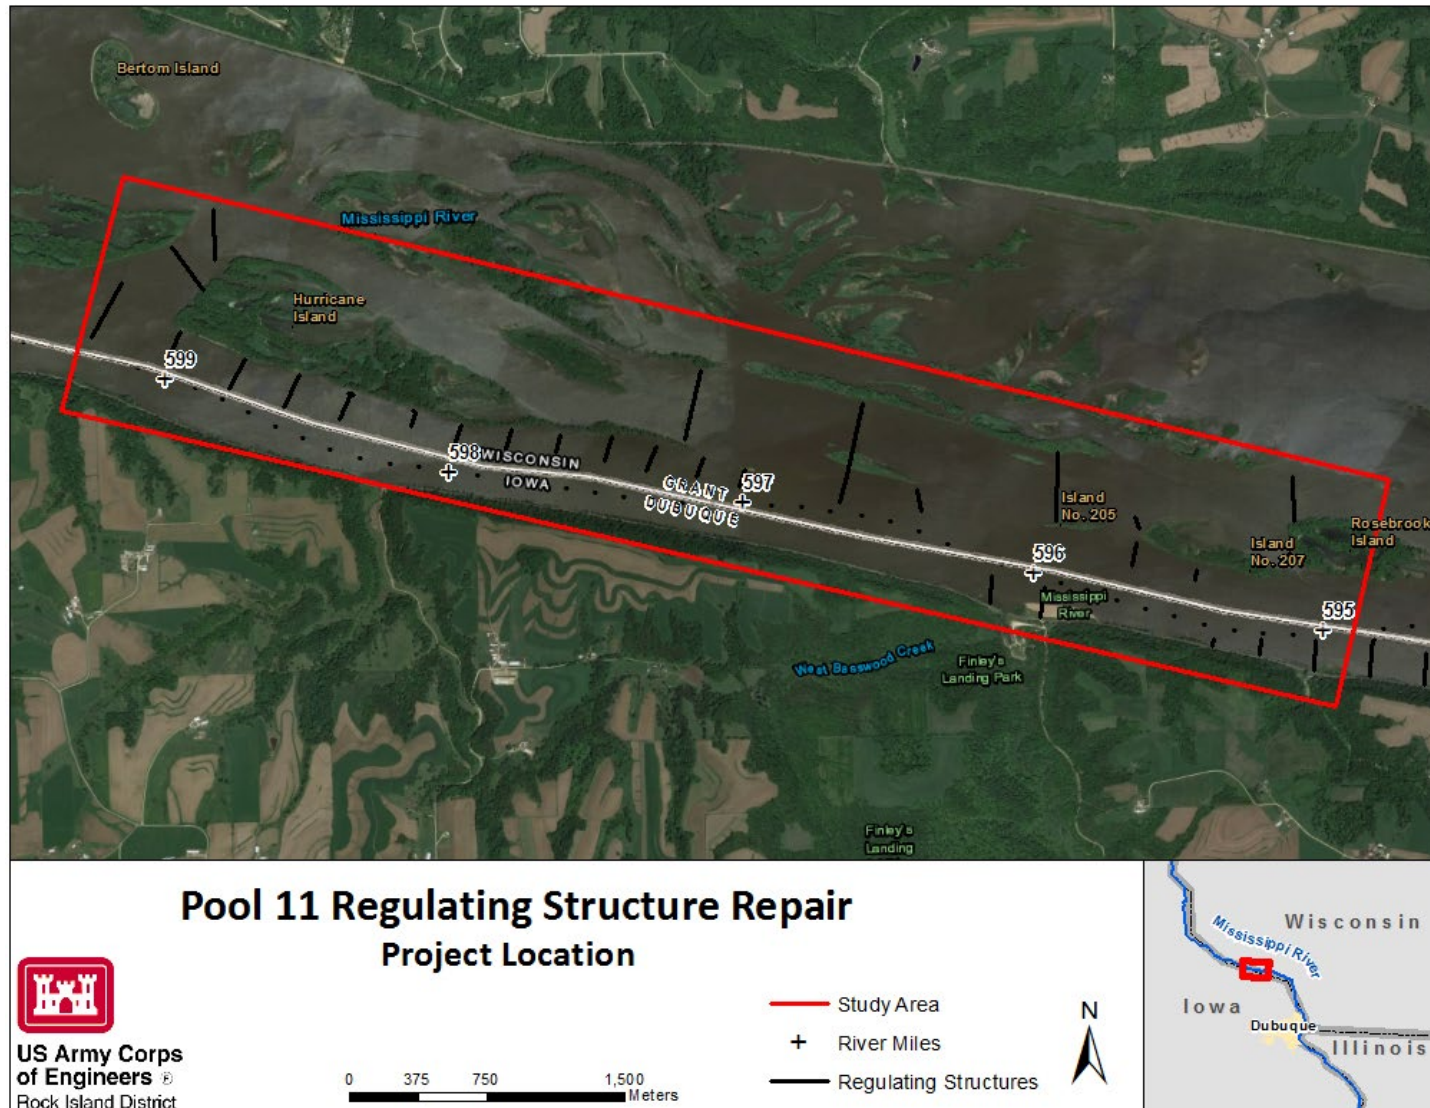 Bertom Island
Mississippi River
Hurricane
Island
599
598
WISCONSIN
IOWA
GRANT
DUBUQUE
597
Island
No. 205
596
Mississippi
River
Island
No. 207
Rosebrook
Island
595
West Basswood Creek
Finley's
Landing Park
Finley's
Landing
Pool 11 Regulating Structure Repair
Project Location
US Army Corps
of Engineers ®
Rock Island District
0 375 750 1,500
Meters
Study Area
River Miles
Regulating Structures
N
Wisconsin
Mississippi River
Iowa
Dubuque
Illinois